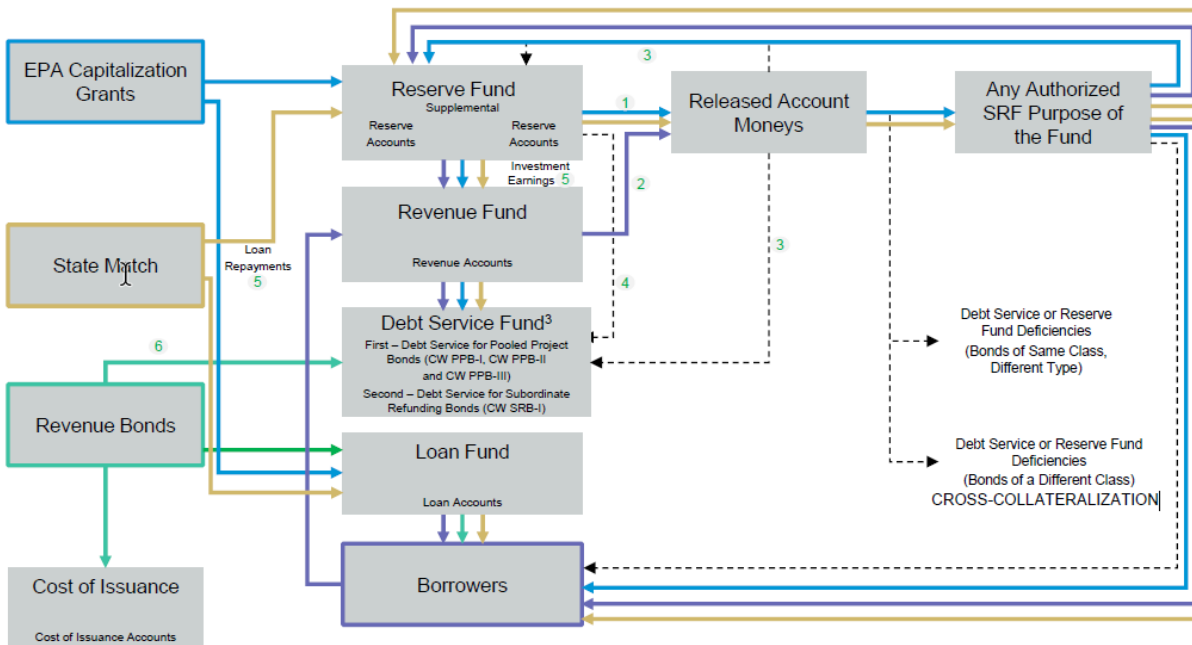 EPA Capitalization
Grants
State Match
Loan
Repayments
5
6
Revenue Bonds
Cost of Issuance
Cost of Issuance Accounts
Reserve Fund
Supplemental
Reserve
Accounts
Reserve
Accounts
Investment
Earnings
5
Revenue Fund
Revenue Accounts
Debt Service Fund³
First – Debt Service for Pooled Project
Bonds (CW PPB-I, CW PPB-II
and CW PPB-III)
Second – Debt Service for Subordinate
Refunding Bonds (CW SRB-I)
Loan Fund
Loan Accounts
Borrowers
1
2
3
3
4
Released Account
Moneys
Any Authorized
SRF Purpose of
the Fund
Debt Service or Reserve
Fund Deficiencies
(Bonds of Same Class,
Different Type)
Debt Service or Reserve Fund
Deficiencies
(Bonds of a Different Class)
CROSS-COLLATERALIZATION